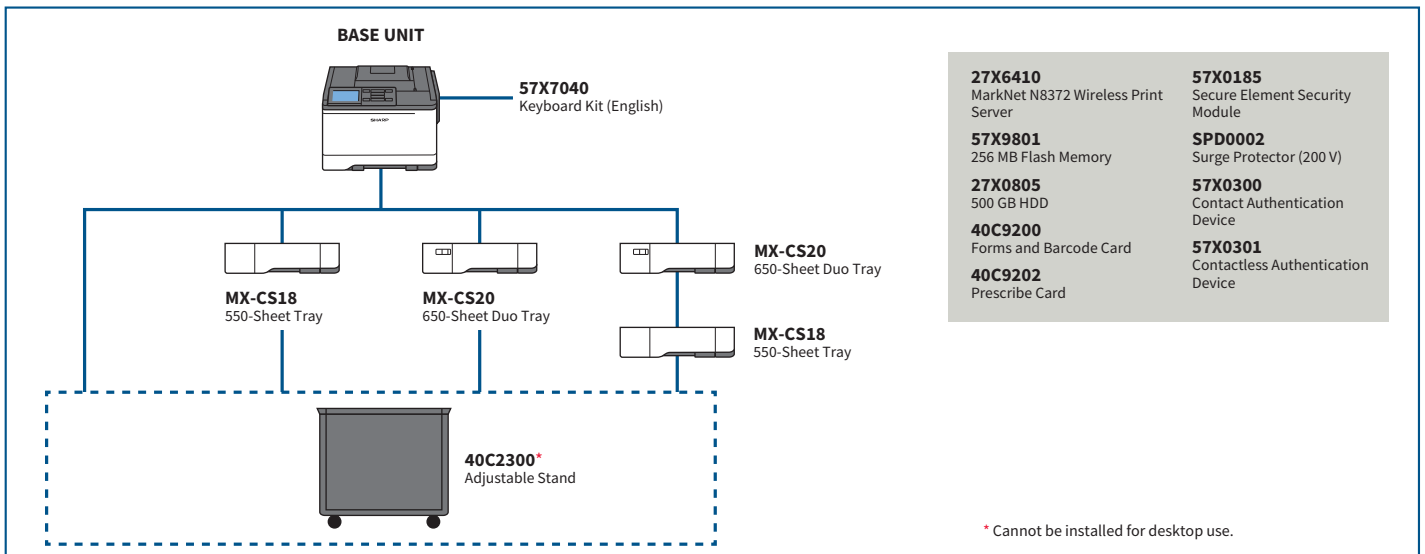 BASE UNIT
57X7040
Keyboard Kit (English)
SHARP
MX-CS18
550-Sheet Tray
MX-CS20
650-Sheet Duo Tray
MX-CS20
650-Sheet Duo Tray
MX-CS18
550-Sheet Tray
40C2300*
Adjustable Stand
27X6410
MarkNet N8372 Wireless Print
Server
57X9801
256 MB Flash Memory
27X0805
500 GB HDD
40C9200
Forms and Barcode Card
40C9202
Prescribe Card
57X0185
Secure Element Security
Module
SPD0002
Surge Protector (200 V)
57X0300
Contact Authentication
Device
57X0301
Contactless Authentication
Device
* Cannot be installed for desktop use.